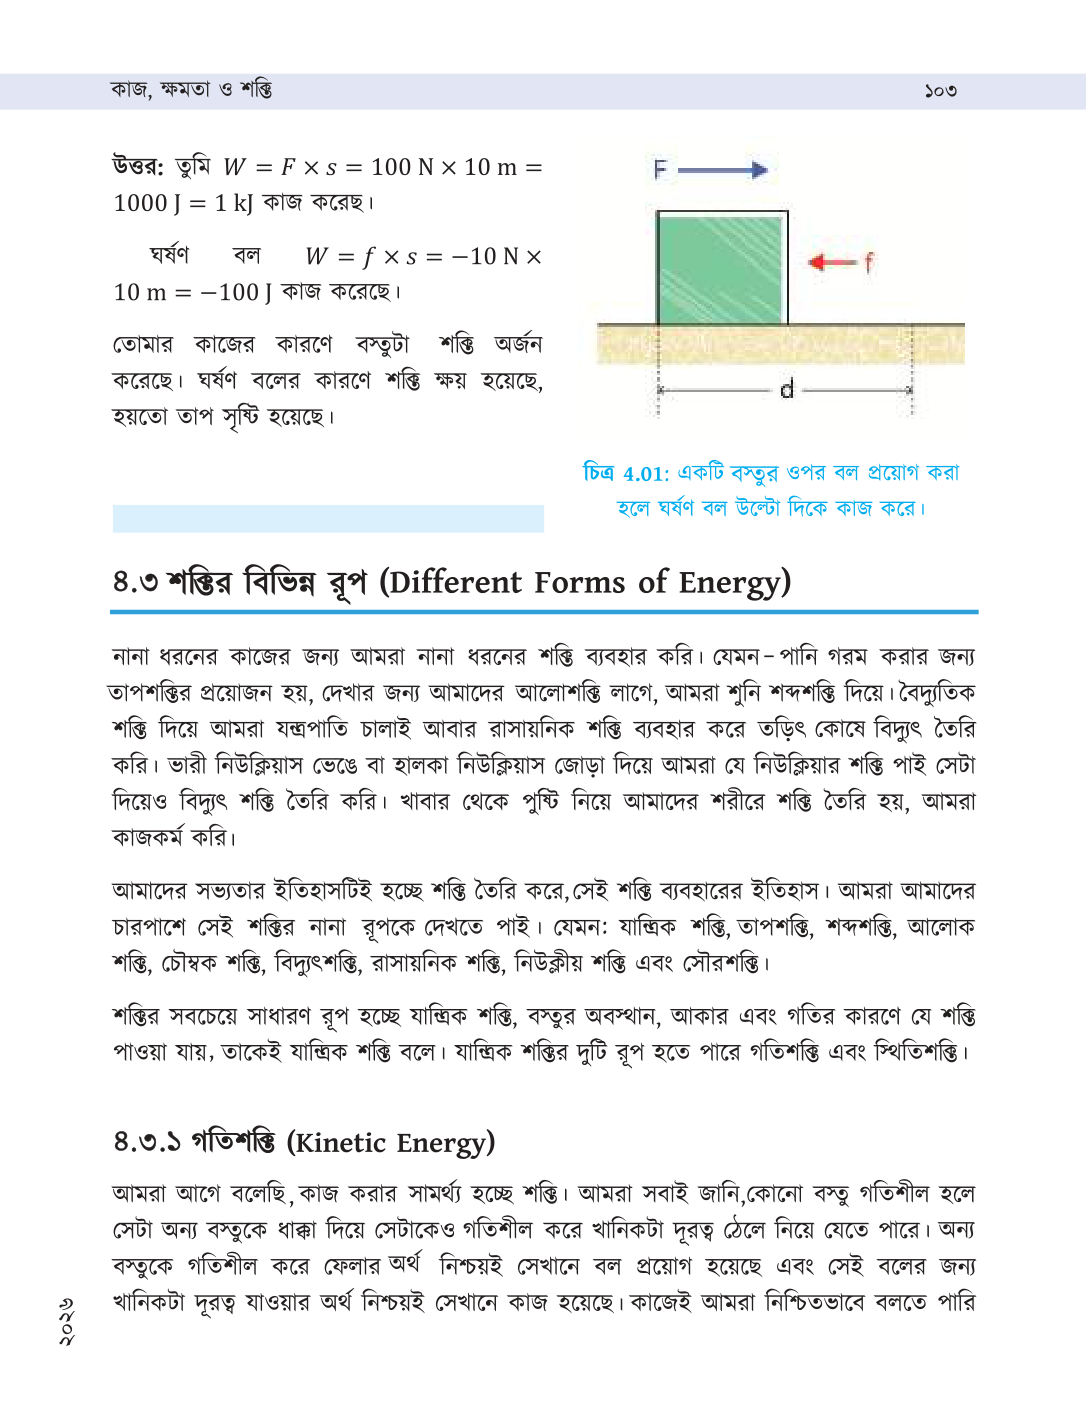 কাজ, ক্ষমতা ও শক্তি
১০৩
উত্তর: তুমি W = F × s = 100 N × 10 m =
1000 J = 1 kJ কাজ করেছ।
ঘর্ষণ বল W = f × s = −10 N ×
10 m = −100 J কাজ করেছে।
তোমার কাজের কারণে বস্তুটা শক্তি অর্জন
করেছে। ঘর্ষণ বলের কারণে শক্তি ক্ষয় হয়েছে,
হয়তো তাপ সৃষ্টি হয়েছে।
F
f
d
চিত্র 4.01: একটি বস্তুর ওপর বল প্রয়োগ করা
হলে ঘর্ষণ বল উল্টো দিকে কাজ করে।
৪.৩ শক্তির বিভিন্ন রূপ (Different Forms of Energy)
নানা ধরনের কাজের জন্য আমরা নানা ধরনের শক্তি ব্যবহার করি। যেমন–পানি গরম করার জন্য
তাপশক্তির প্রয়োজন হয়, দেখার জন্য আমাদের আলোশক্তি লাগে, আমরা শুনি শব্দশক্তি দিয়ে। বৈদ্যুতিক
শক্তি দিয়ে আমরা যন্ত্রপাতি চালাই আবার রাসায়নিক শক্তি ব্যবহার করে তড়িৎ কোষে বিদ্যুৎ তৈরি
করি। ভারী নিউক্লিয়াস ভেঙে বা হালকা নিউক্লিয়াস জোড়া দিয়ে আমরা যে নিউক্লিয়ার শক্তি পাই সেটা
দিয়েও বিদ্যুৎ শক্তি তৈরি করি। খাবার থেকে পুষ্টি নিয়ে আমাদের শরীরে শক্তি তৈরি হয়, আমরা
কাজকর্ম করি।
আমাদের সভ্যতার ইতিহাসটিই হচ্ছে শক্তি তৈরি করে,সেই শক্তি ব্যবহারের ইতিহাস। আমরা আমাদের
চারপাশে সেই শক্তির নানা রূপকে দেখতে পাই। যেমন: যান্ত্রিক শক্তি, তাপশক্তি, শব্দশক্তি, আলোক
শক্তি, চৌম্বক শক্তি, বিদ্যুৎশক্তি, রাসায়নিক শক্তি, নিউক্লীয় শক্তি এবং সৌরশক্তি।
শক্তির সবচেয়ে সাধারণ রূপ হচ্ছে যান্ত্রিক শক্তি, বস্তুর অবস্থান, আকার এবং গতির কারণে যে শক্তি
পাওয়া যায়, তাকেই যান্ত্রিক শক্তি বলে। যান্ত্রিক শক্তির দুটি রূপ হতে পারে গতিশক্তি এবং স্থিতিশক্তি।
৪.৩.১ গতিশক্তি (Kinetic Energy)
আমরা আগে বলেছি,কাজ করার সামর্থ্য হচ্ছে শক্তি। আমরা সবাই জানি,কোনো বস্তু গতিশীল হলে
সেটা অন্য বস্তুকে ধাক্কা দিয়ে সেটাকেও গতিশীল করে খানিকটা দূরত্ব ঠেলে নিয়ে যেতে পারে। অন্য
বস্তুকে গতিশীল করে ফেলার অর্থ নিশ্চয়ই সেখানে বল প্রয়োগ হয়েছে এবং সেই বলের জন্য
খানিকটা দূরত্ব যাওয়ার অর্থ নিশ্চয়ই সেখানে কাজ হয়েছে। কাজেই আমরা নিশ্চিতভাবে বলতে পারি
২০২৬